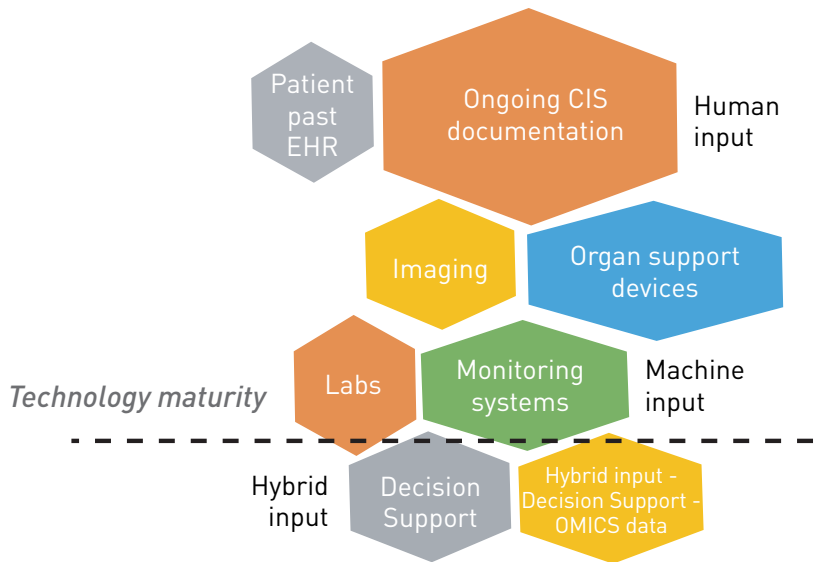 Patient
past
EHR
Ongoing CIS
documentation
Human
input
Imaging
Organ support
devices
Labs
Monitoring
systems
Machine
input
Technology maturity
Hybrid
input
Decision
Support
Hybrid input -
Decision Support -
OMICS data